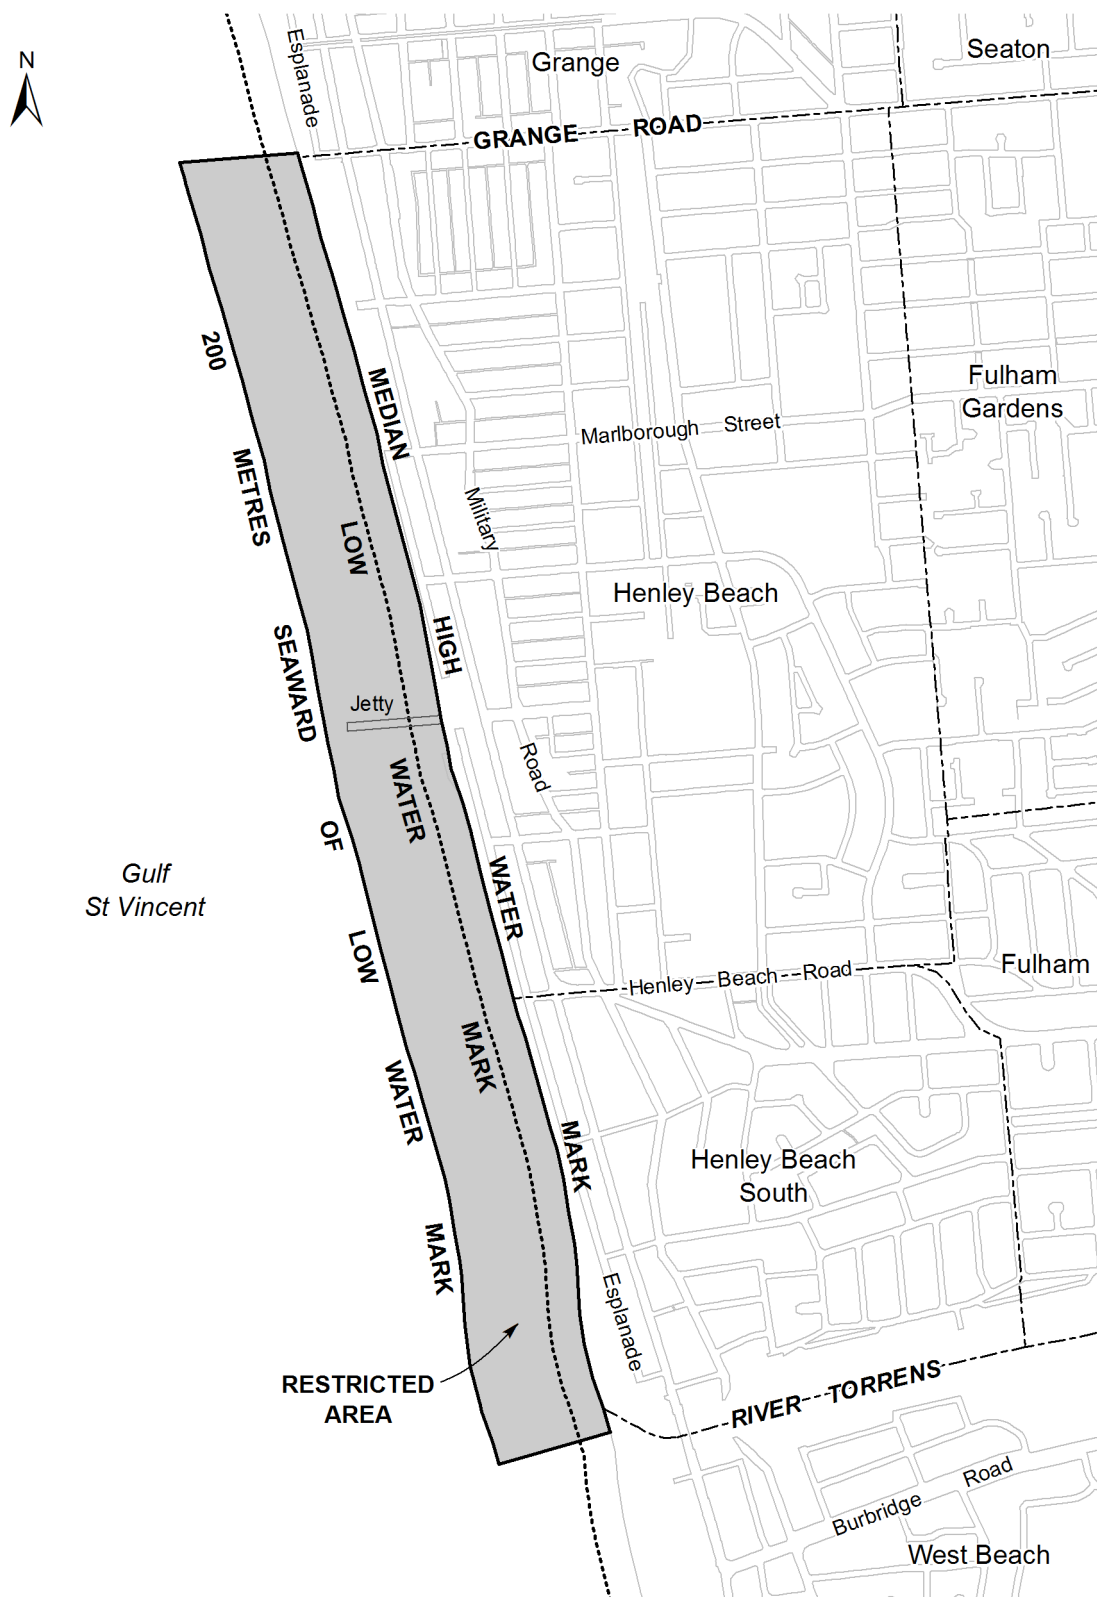 N
Esplanade
Grange
Seaton
GRANGE ROAD
200 METRES SEAWARD OF LOW WATER MARK
MEDIAN HIGH WATER MARK
LOW WATER MARK
Fulham
Gardens
Marlborough Street
Military Road
Henley Beach
Jetty
Gulf
St Vincent
Henley Beach Road
Fulham
Henley Beach
South
Esplanade
RESTRICTED
AREA
RIVER TORRENS
Burbridge Road
West Beach